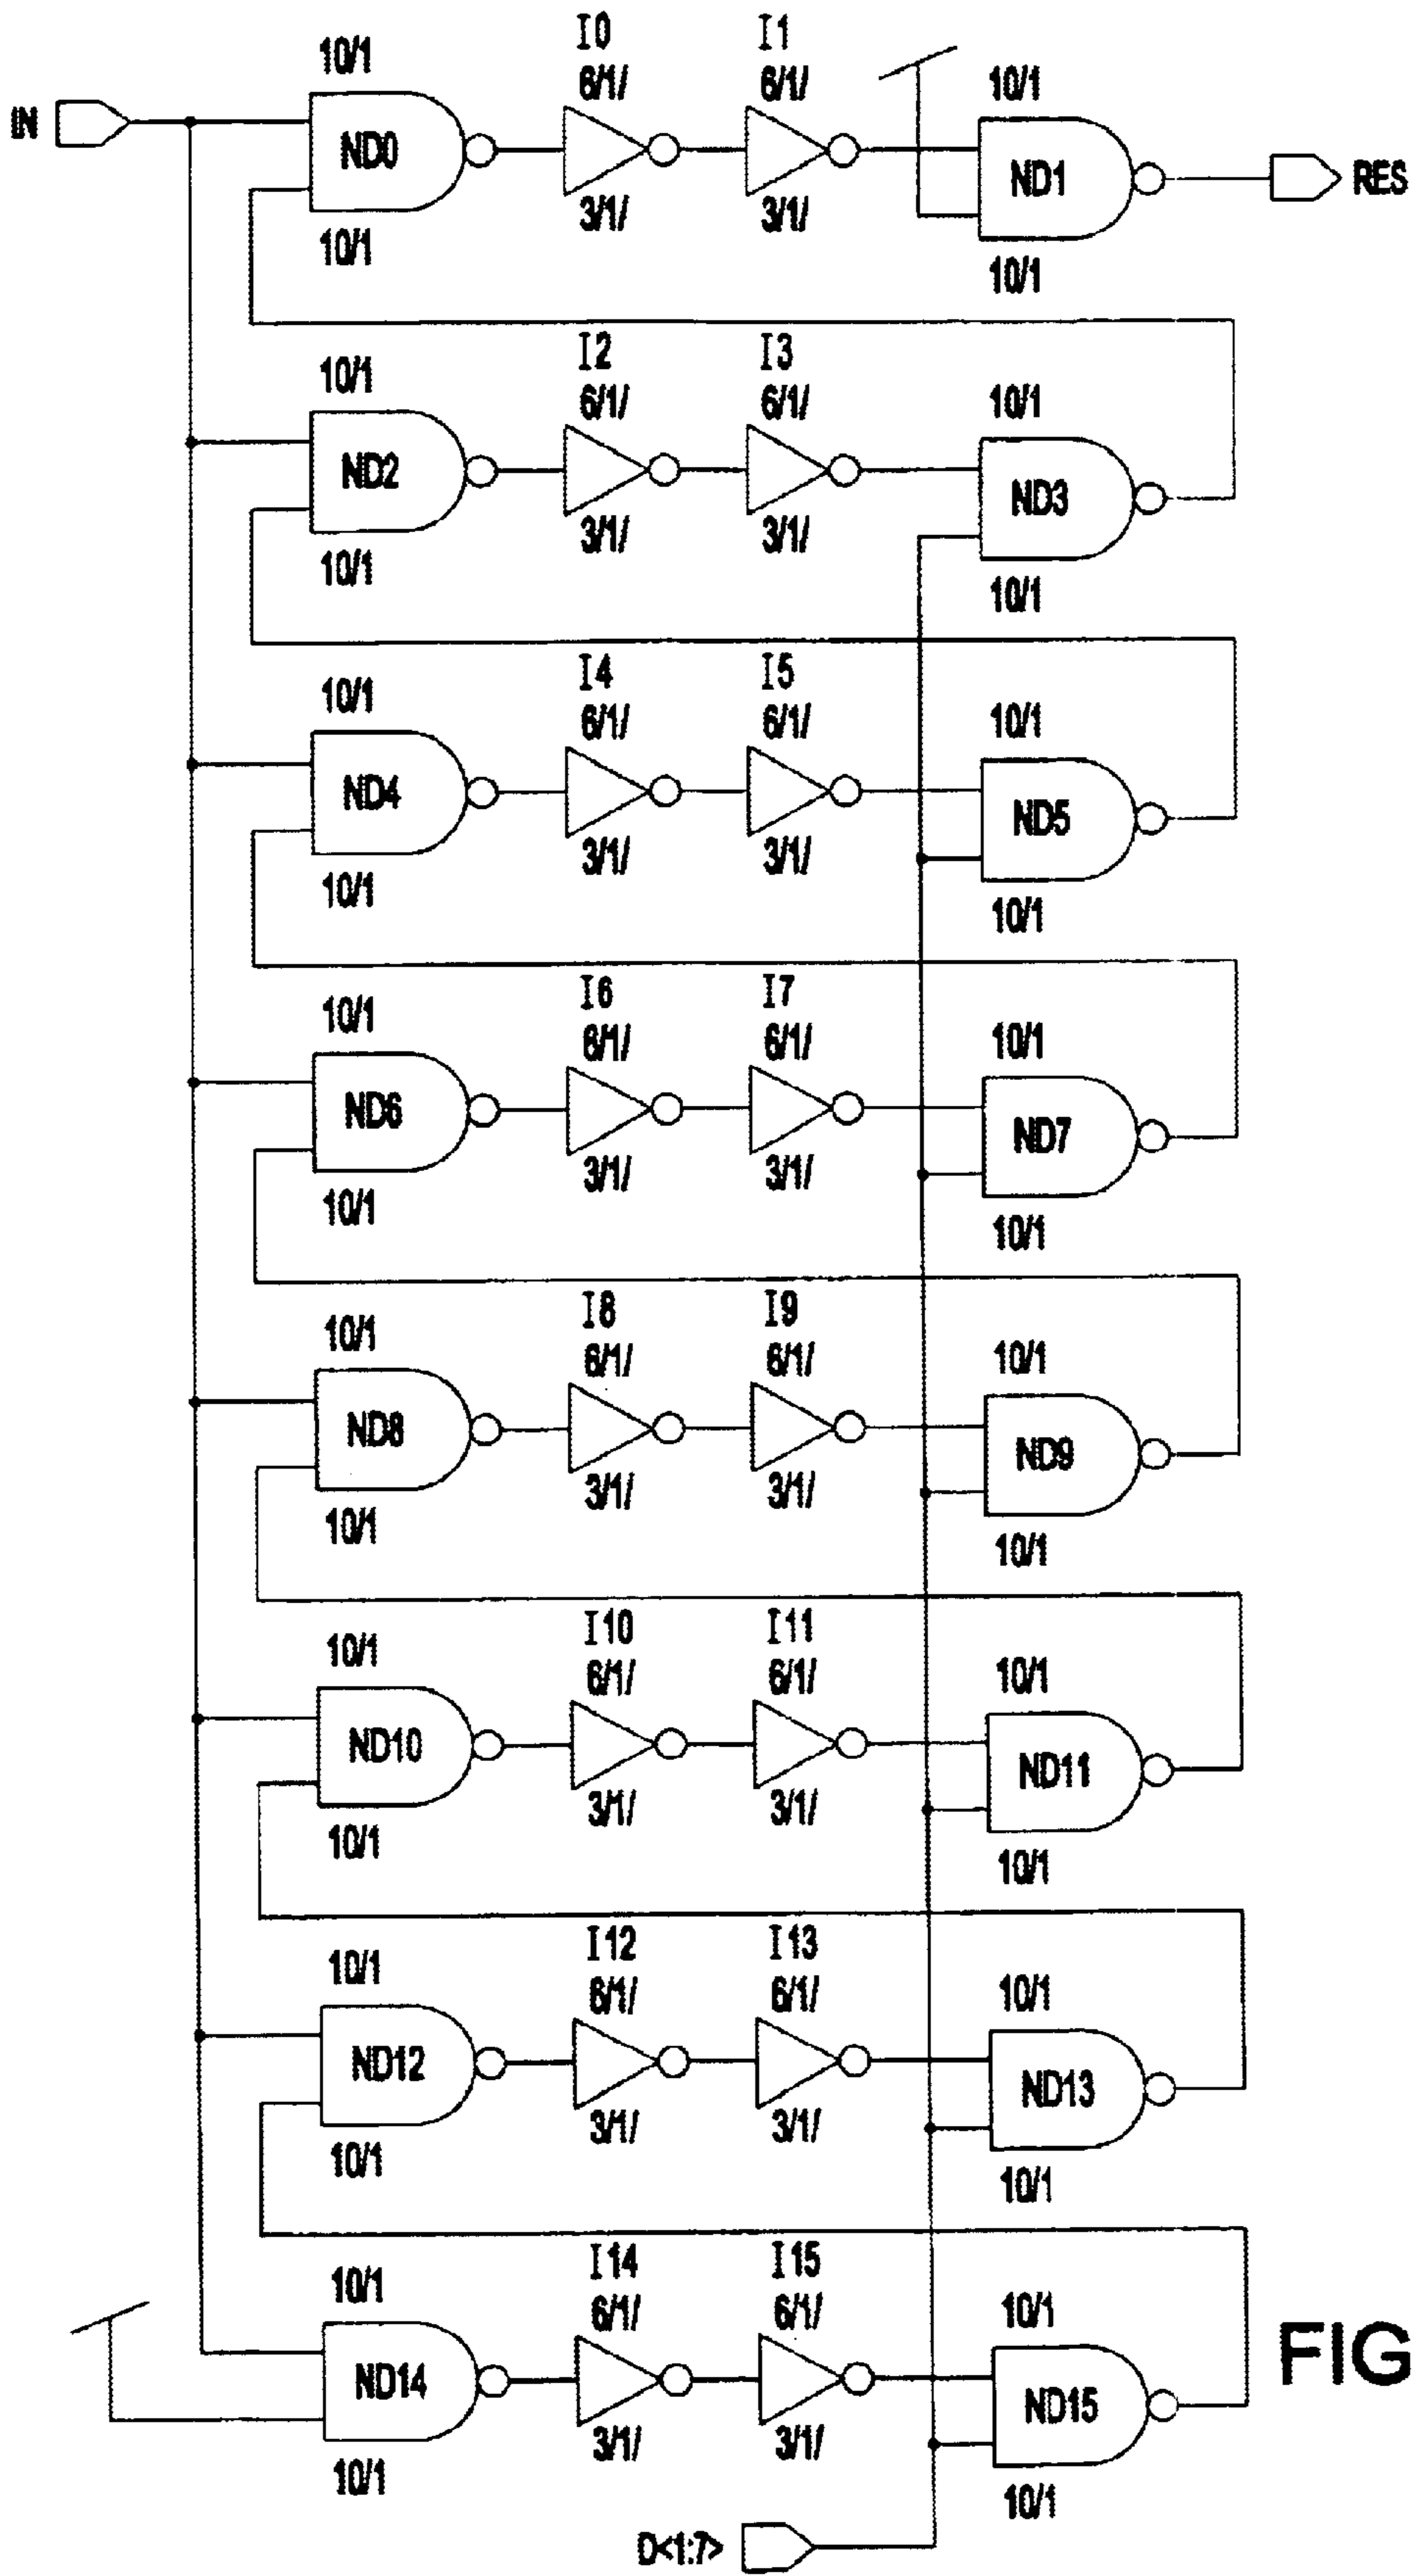 I0 I1
10/1 6/1/ 6/1/ 10/1
IN ND0 ND1 RES
10/1 3/1/ 3/1/ 10/1
I2 I3
10/1 6/1/ 6/1/ 10/1
ND2 ND3
10/1 3/1/ 3/1/ 10/1
I4 I5
10/1 6/1/ 6/1/ 10/1
ND4 ND5
10/1 3/1/ 3/1/ 10/1
I6 I7
10/1 6/1/ 6/1/ 10/1
ND6 ND7
10/1 3/1/ 3/1/ 10/1
I8 I9
10/1 6/1/ 6/1/ 10/1
ND8 ND9
10/1 3/1/ 3/1/ 10/1
I10 I11
10/1 6/1/ 6/1/ 10/1
ND10 ND11
10/1 3/1/ 3/1/ 10/1
I12 I13
10/1 6/1/ 6/1/ 10/1
ND12 ND13
10/1 3/1/ 3/1/ 10/1
I14 I15
10/1 6/1/ 6/1/ 10/1
ND14 ND15 FIG
10/1 3/1/ 3/1/ 10/1
D<1:7>